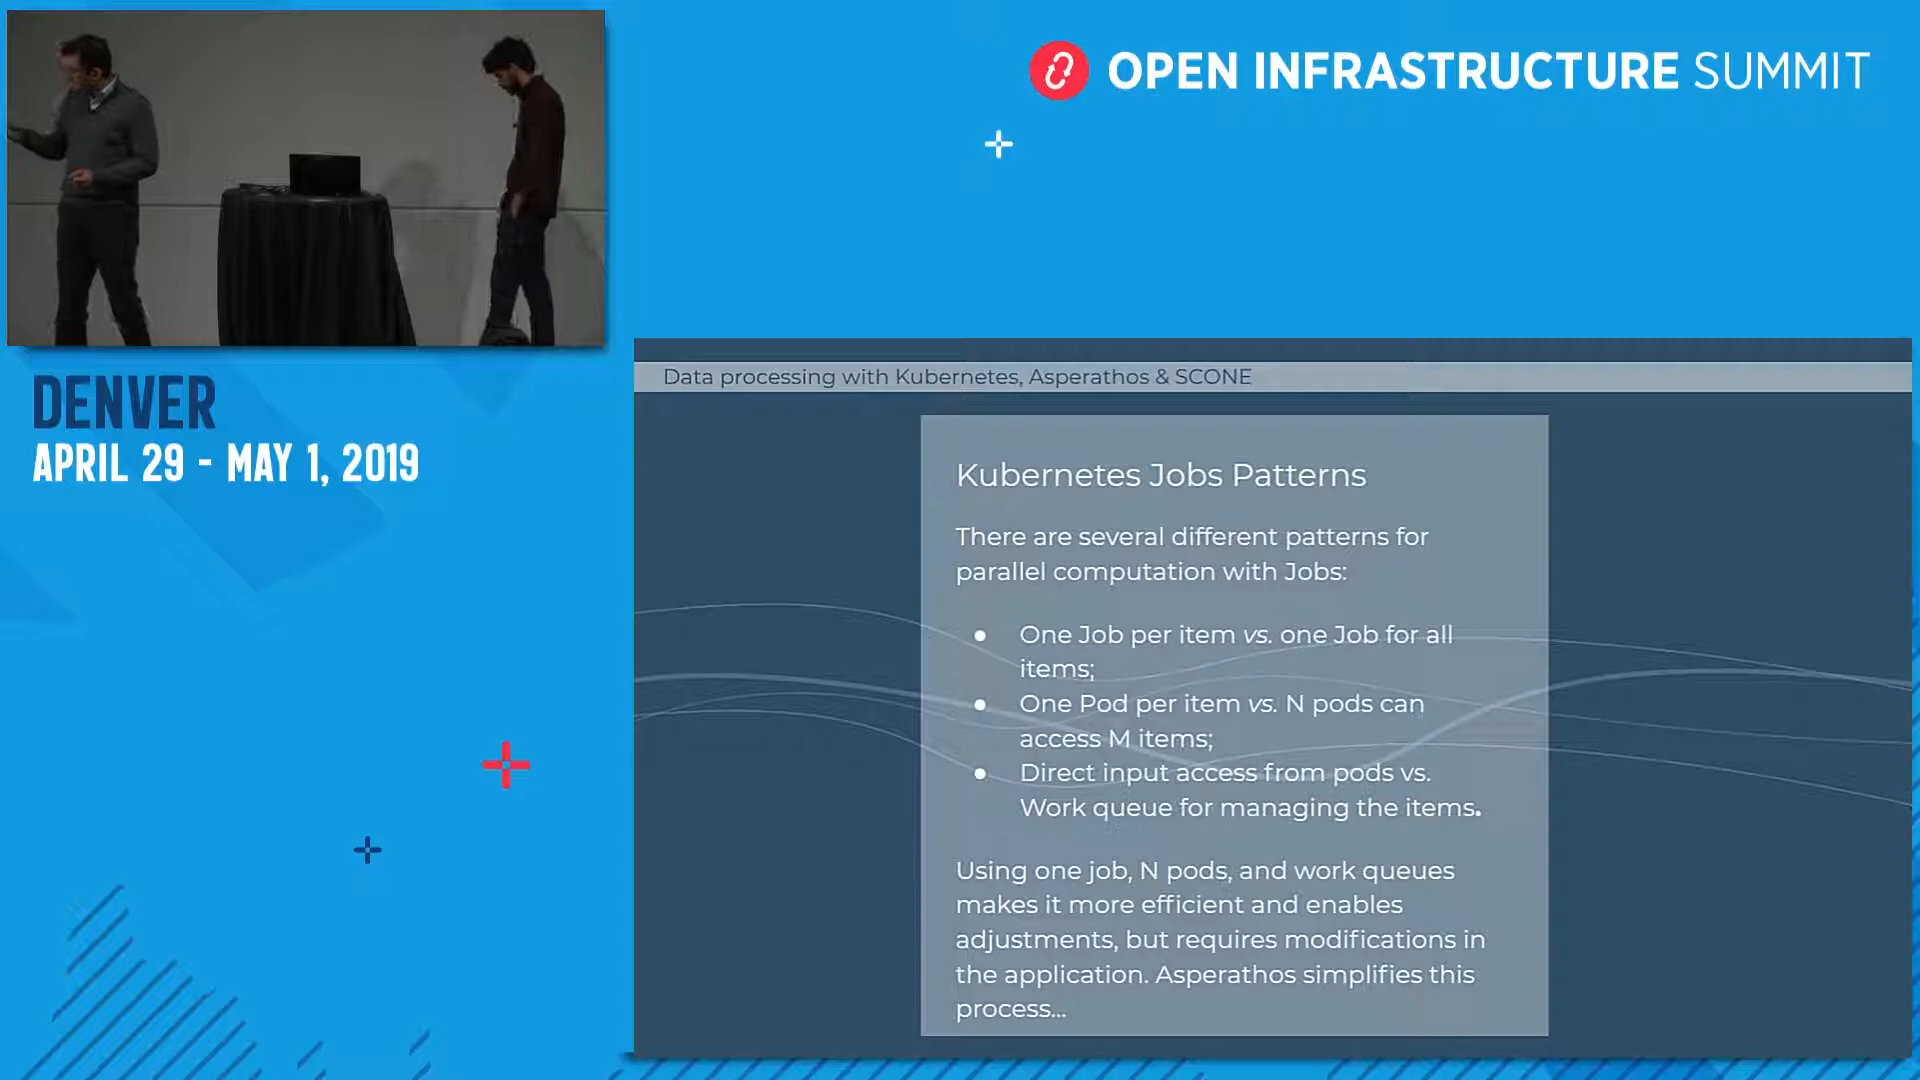 OPEN INFRASTRUCTURE SUMMIT
DENVER
APRIL 29 - MAY 1, 2019
Data processing with Kubernetes, Asperathos & SCONE
Kubernetes Jobs Patterns
There are several different patterns for
parallel computation with Jobs:
● One Job per item vs. one Job for all
items;
● One Pod per item vs. N pods can
access M items;
● Direct input access from pods vs.
Work queue for managing the items.
Using one job, N pods, and work queues
makes it more efficient and enables
adjustments, but requires modifications in
the application. Asperathos simplifies this
process...